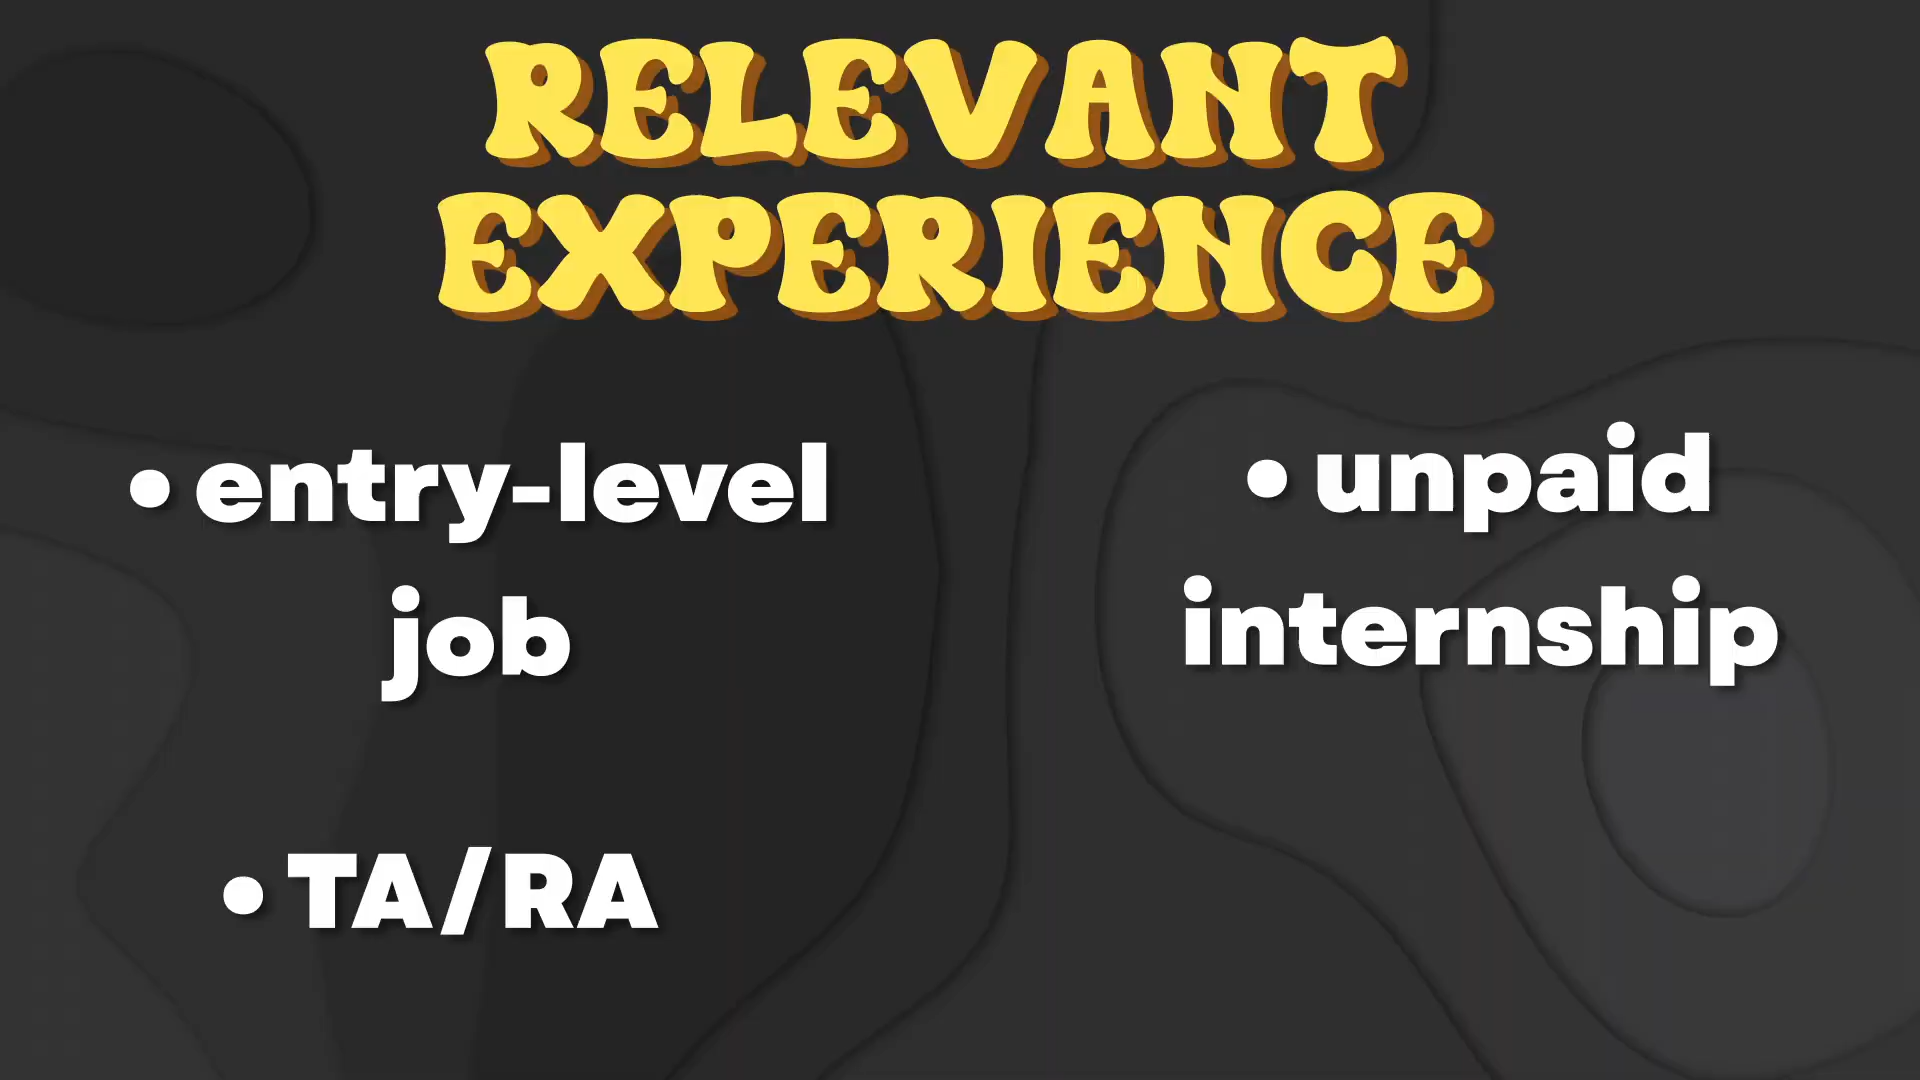 RELEVANT
EXPERIENCE
• entry-level
job
• unpaid
internship
• TA/RA